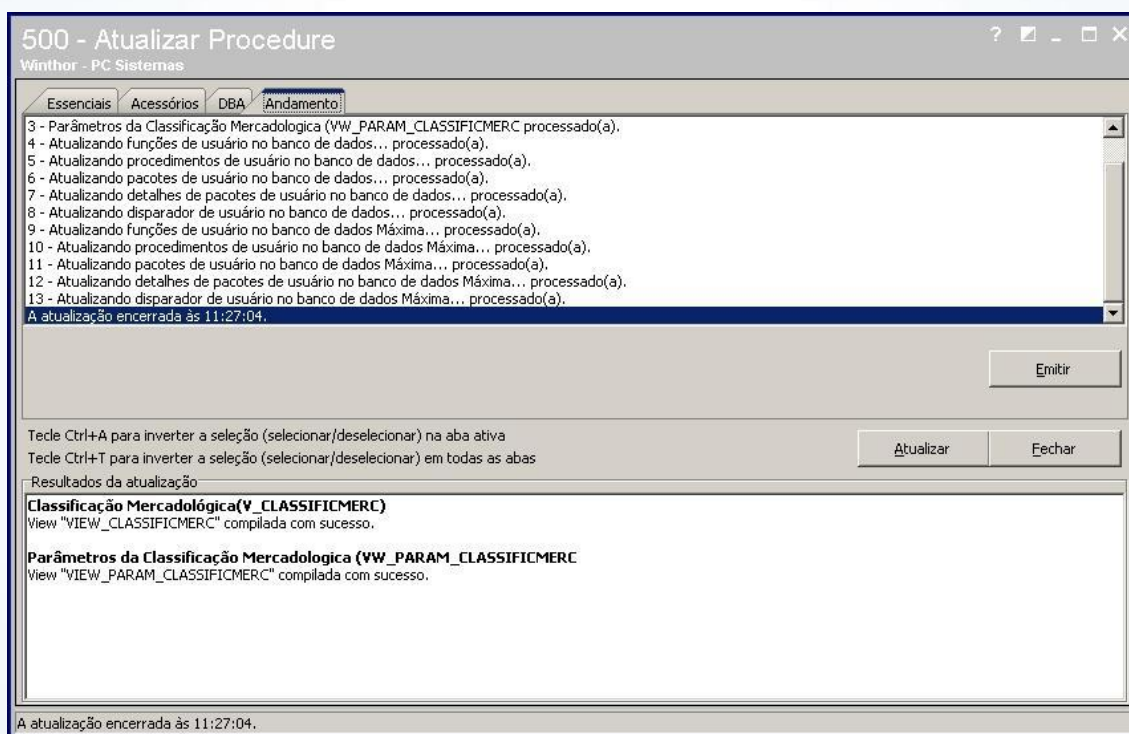 500 - Atualizar Procedure
Winthor - PC Sistemas
Essenciais Acessórios DBA Andamento
3 - Parâmetros da Classificação Mercadologica (VW_PARAM_CLASSIFICMERC processado(a).
4 - Atualizando funções de usuário no banco de dados... processado(a).
5 - Atualizando procedimentos de usuário no banco de dados... processado(a).
6 - Atualizando pacotes de usuário no banco de dados... processado(a).
7 - Atualizando detalhes de pacotes de usuário no banco de dados... processado(a).
8 - Atualizando disparador de usuário no banco de dados... processado(a).
9 - Atualizando funções de usuário no banco de dados Máxima... processado(a).
10 - Atualizando procedimentos de usuário no banco de dados Máxima... processado(a).
11 - Atualizando pacotes de usuário no banco de dados Máxima... processado(a).
12 - Atualizando detalhes de pacotes de usuário no banco de dados Máxima... processado(a).
13 - Atualizando disparador de usuário no banco de dados Máxima... processado(a).
A atualização encerrada às 11:27:04.
Emitir
Tecle Ctrl+A para inverter a seleção (selecionar/deselecionar) na aba ativa
Tecle Ctrl+T para inverter a seleção (selecionar/deselecionar) em todas as abas
Atualizar Fechar
Resultados da atualização
Classificação Mercadológica(V_CLASSIFICMERC)
View "VIEW_CLASSIFICMERC" compilada com sucesso.
Parâmetros da Classificação Mercadologica (VW_PARAM_CLASSIFICMERC
View "VIEW_PARAM_CLASSIFICMERC" compilada com sucesso.
A atualização encerrada às 11:27:04.